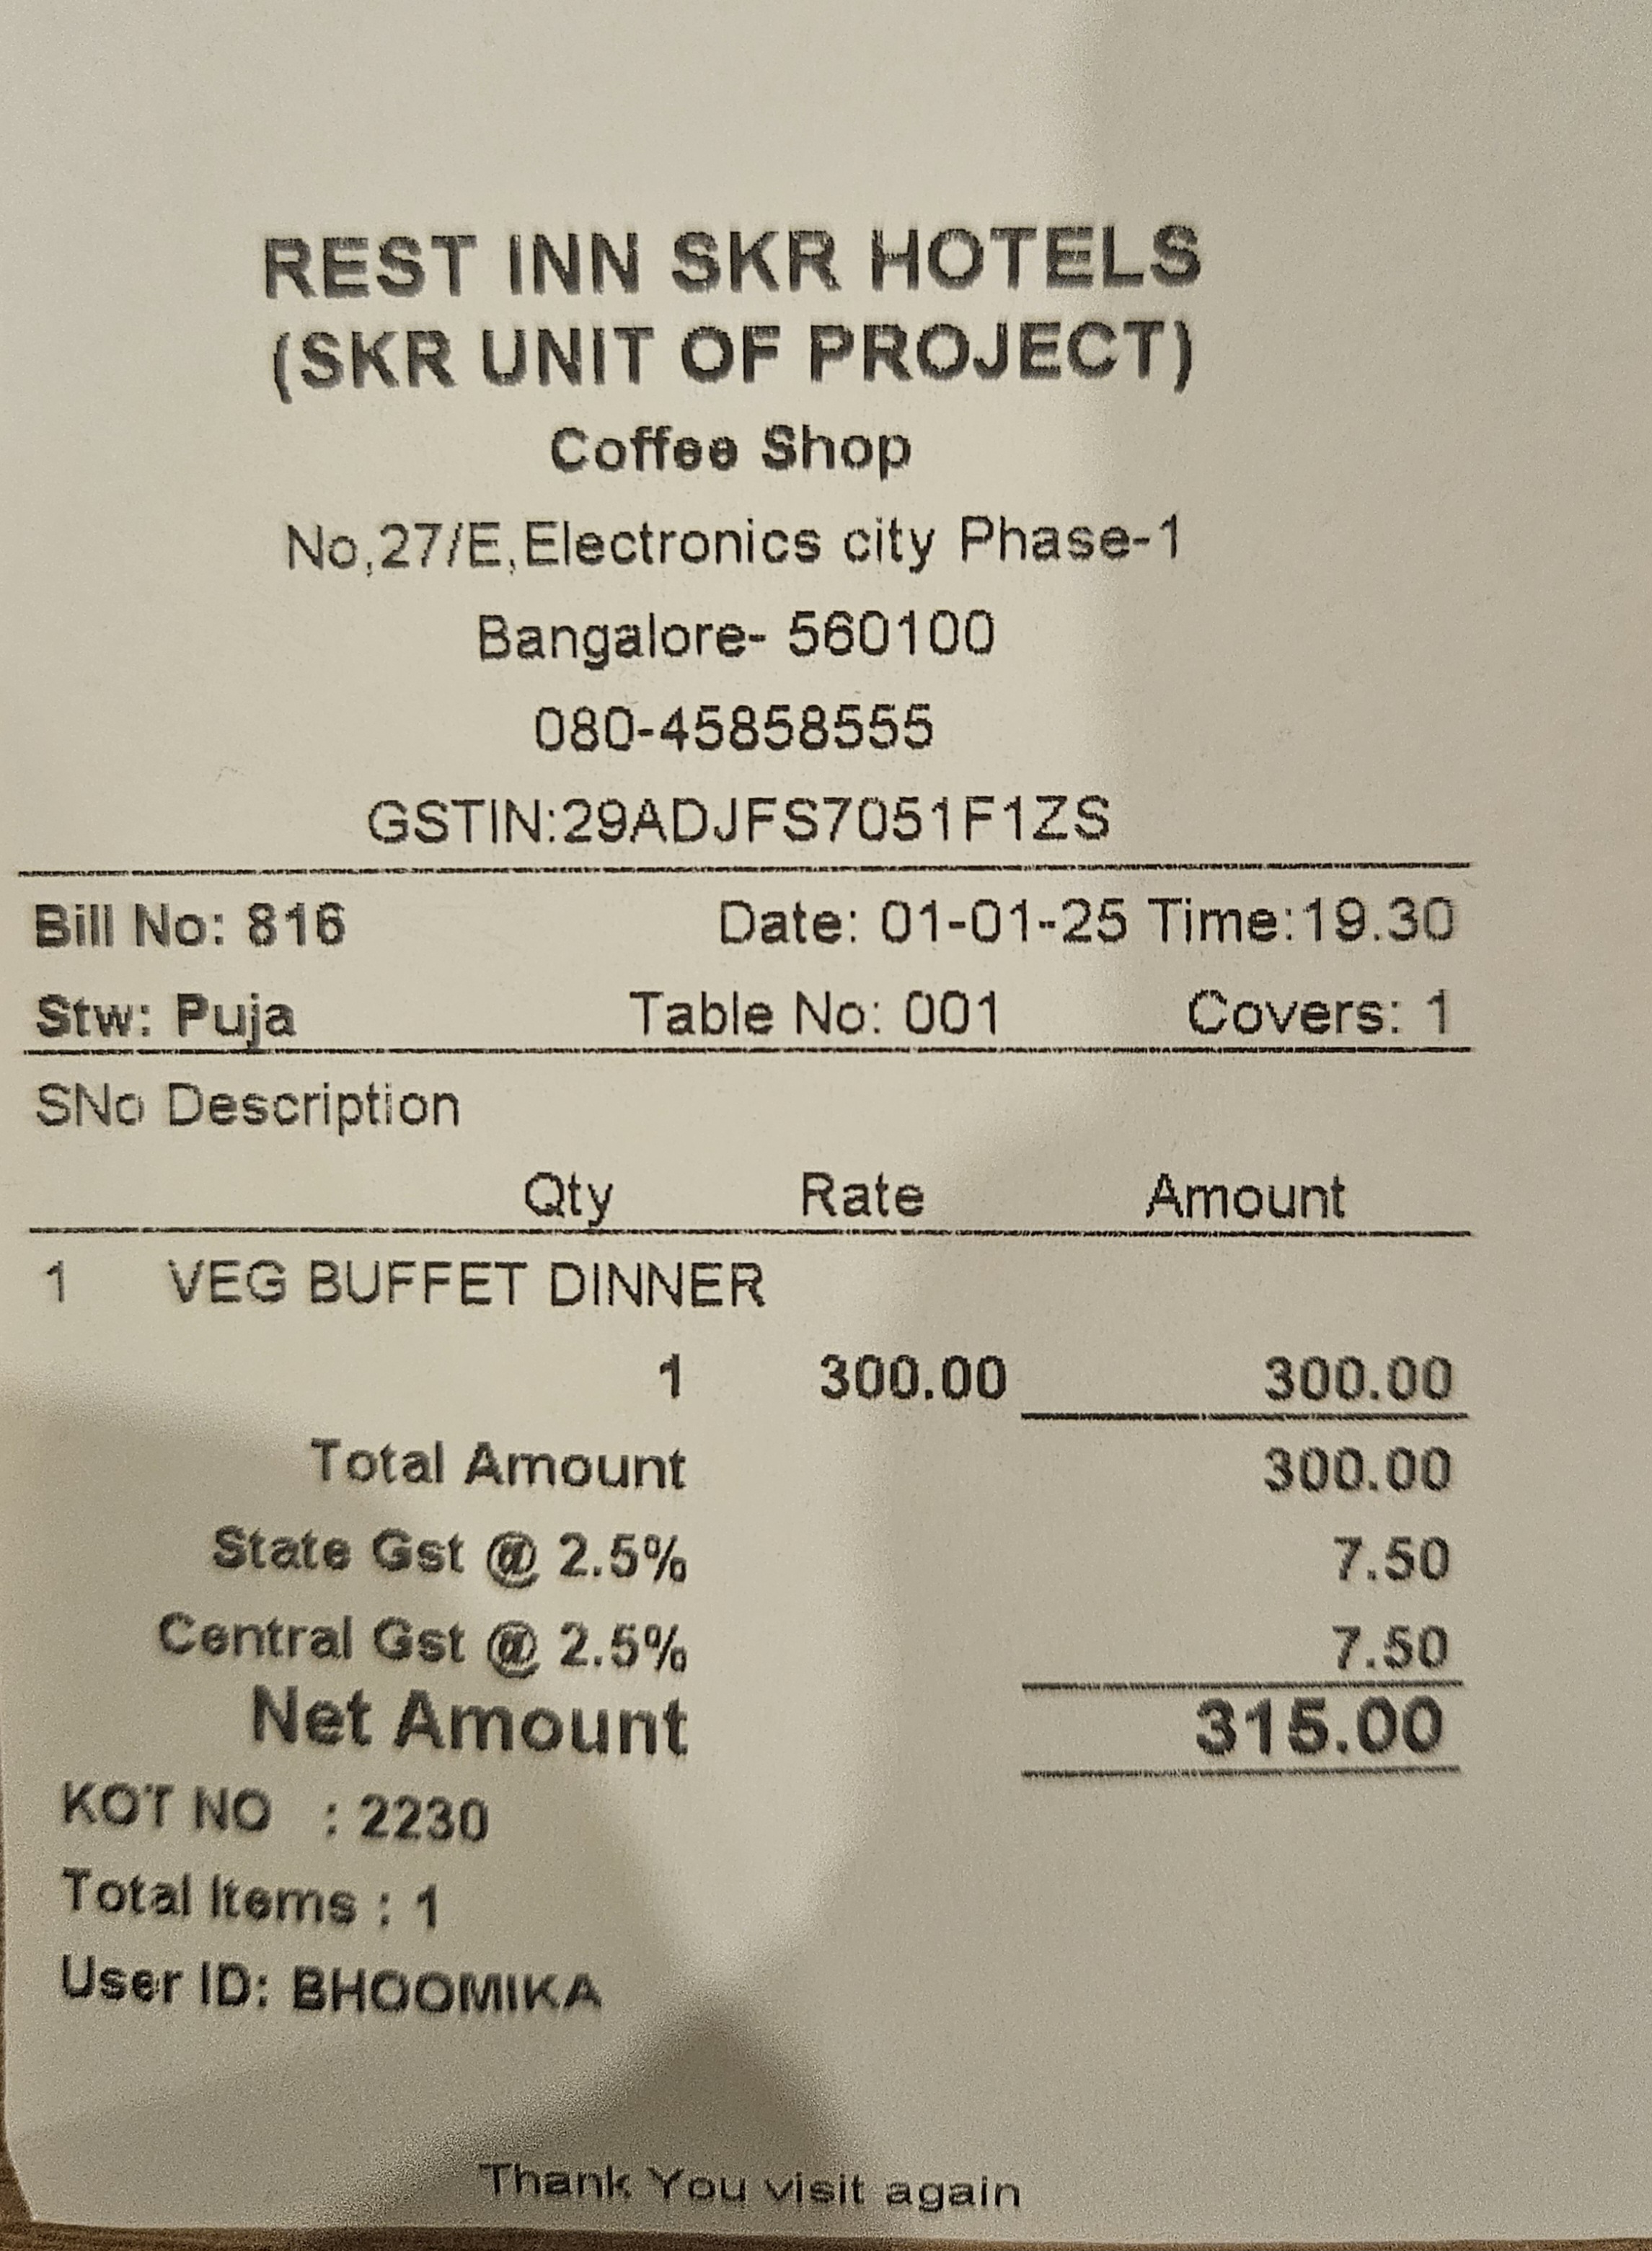 REST INN SKR HOTELS
(SKR UNIT OF PROJECT)
Coffee Shop
No,27/E,Electronics city Phase-1
Bangalore- 560100
080-45858555
GSTIN:29ADJFS7051F1ZS
Bill No: 816 Date: 01-01-25 Time:19.30
Stw: Puja Table No: 001 Covers: 1
SNo Description
Qty Rate Amount
1 VEG BUFFET DINNER
1 300.00 300.00
Total Amount 300.00
State Gst @ 2.5% 7.50
Central Gst @ 2.5% 7.50
Net Amount 315.00
KOT NO : 2230
Total Items : 1
User ID: BHOOMIKA
Thank You visit again